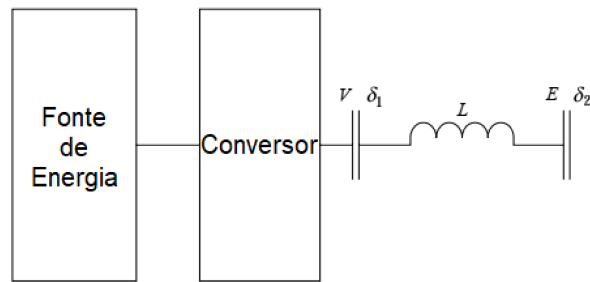 Fonte
de
Energia
Conversor
V δ₁
L
E δ₂